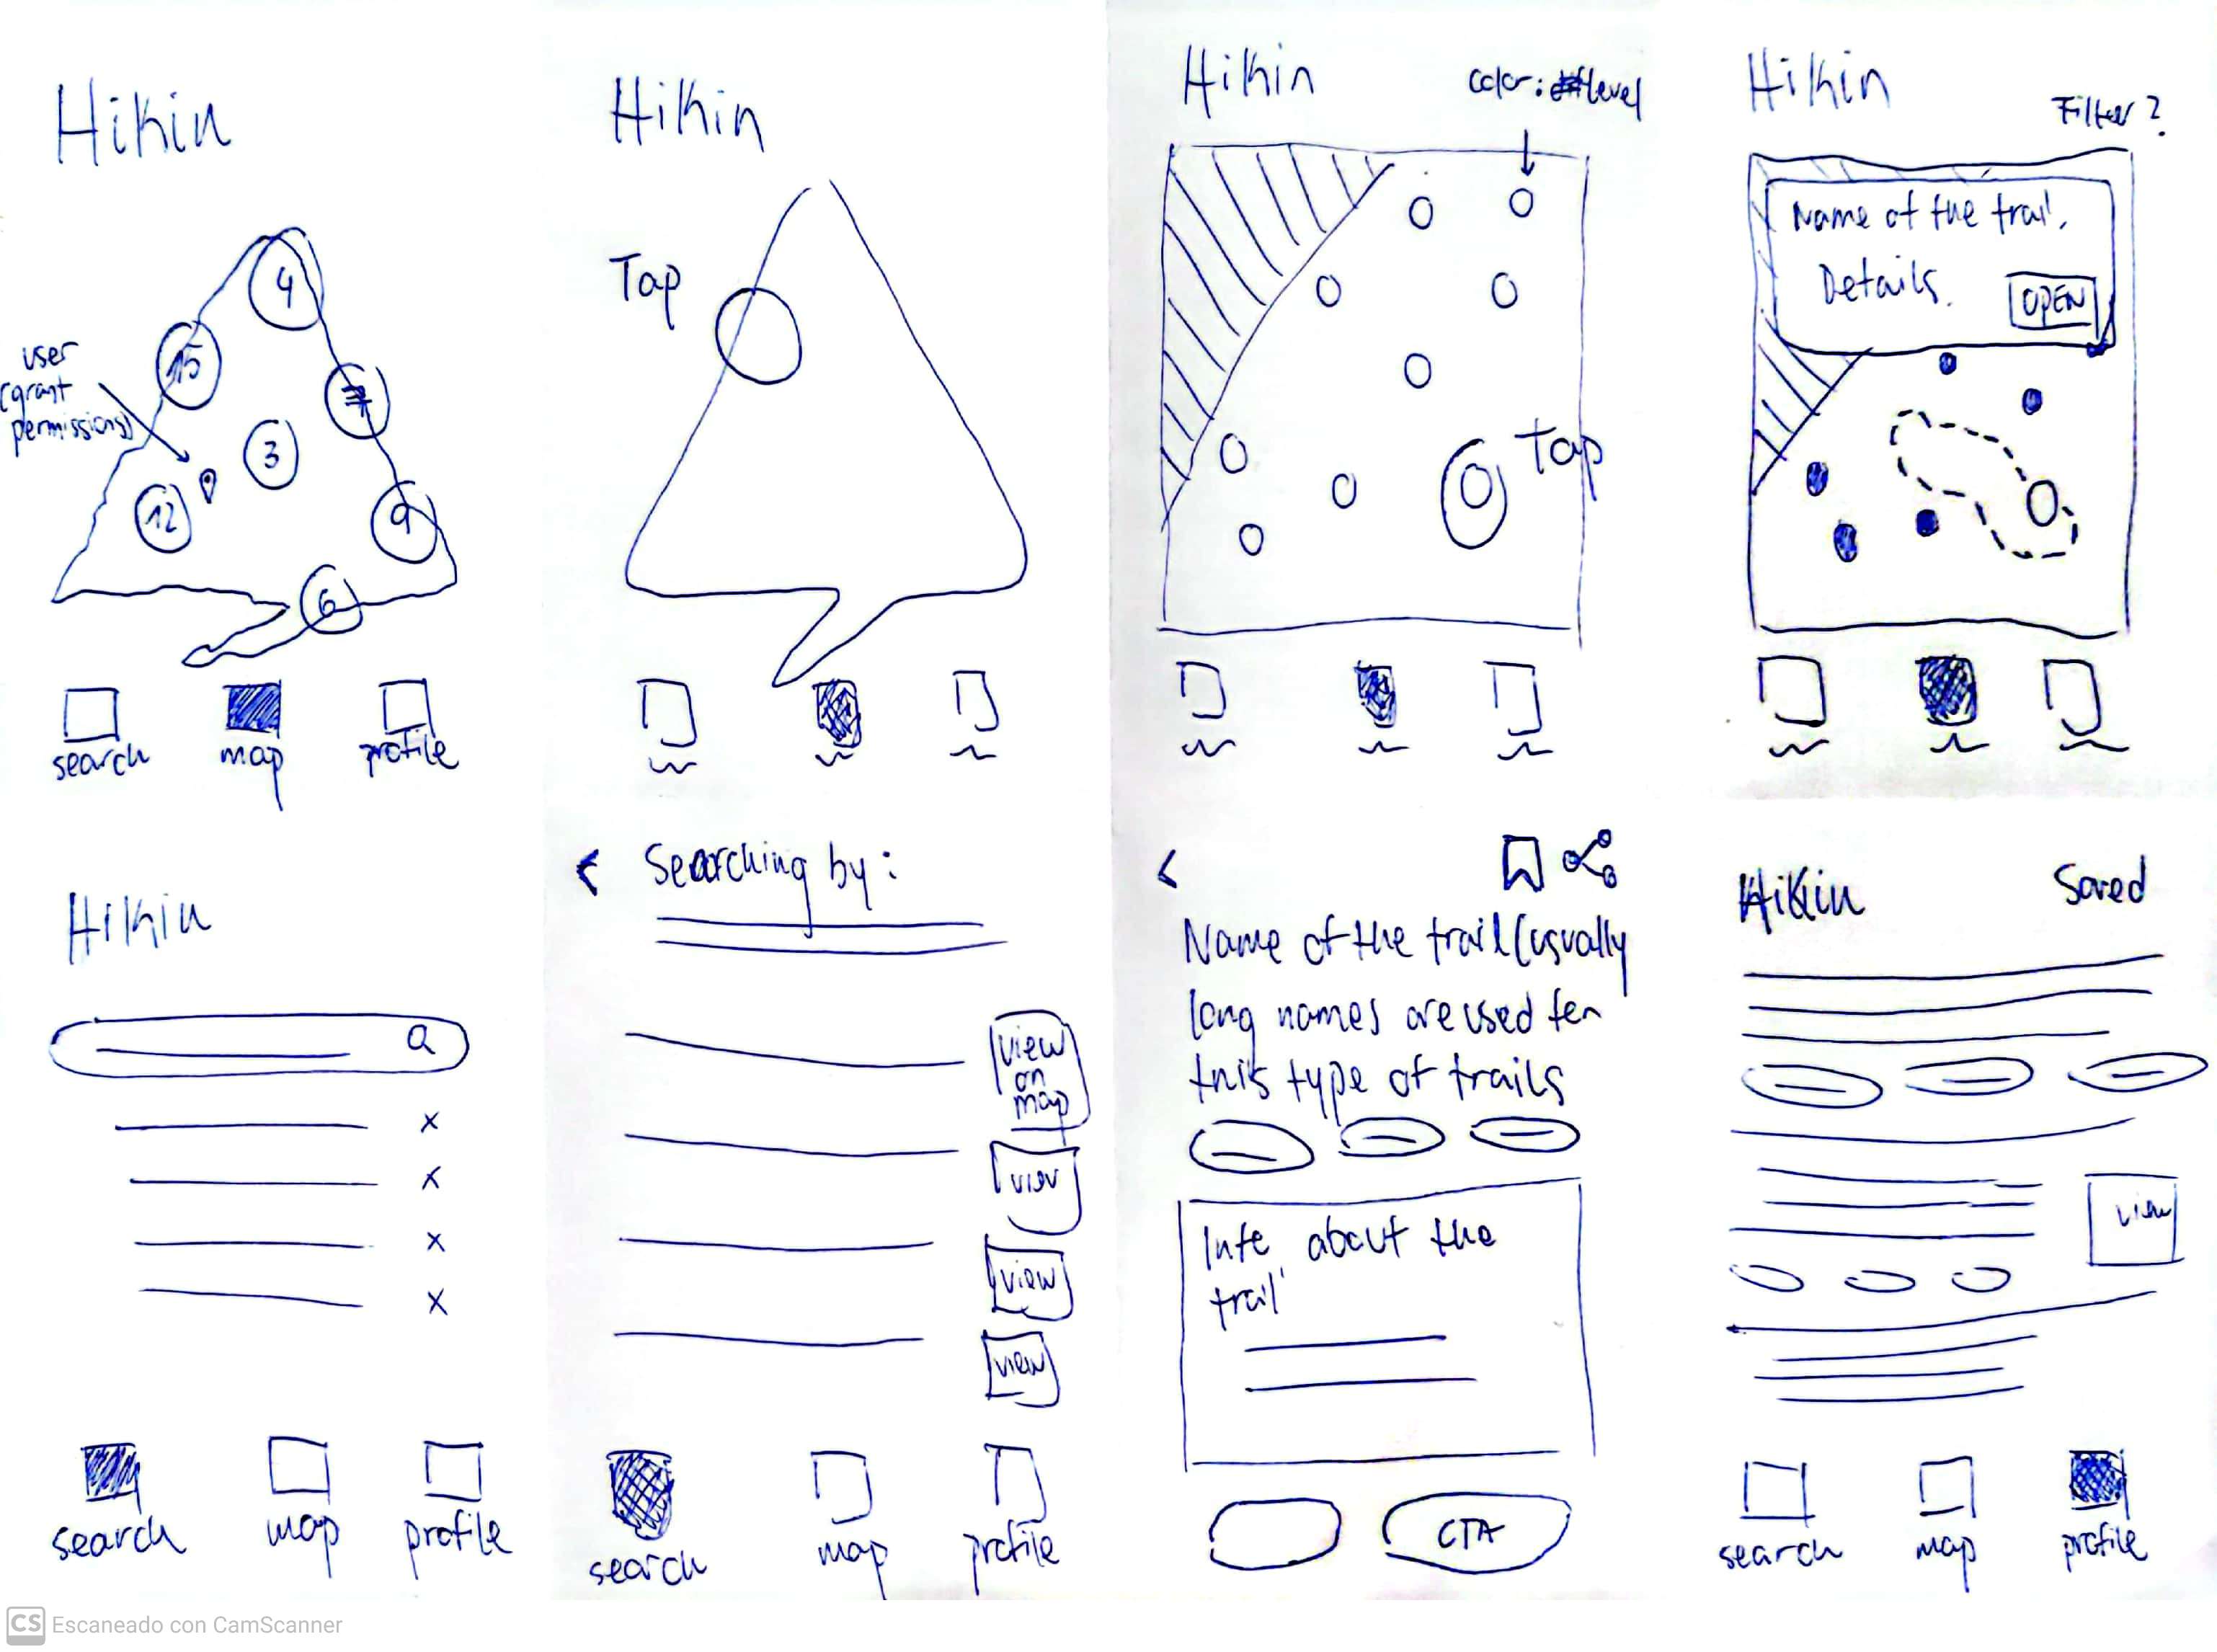 Hikin
4
15
7
3
12
9
6
user
(grant
permissions)
search
map
profile
Hikin
Tap
Hikin
Color: level
Tap
Hikin
Filter?
Name of the trail.
Details.
OPEN
Hikin
x
x
x
x
search
map
profile
< Searching by:
view
on
map
view
view
view
search
map
profile
<
Name of the trail (usually
long names are used for
this type of trails
Info about the
trail
CTA
Hikin
Saved
view
search
map
profile
CS Escaneado con CamScanner